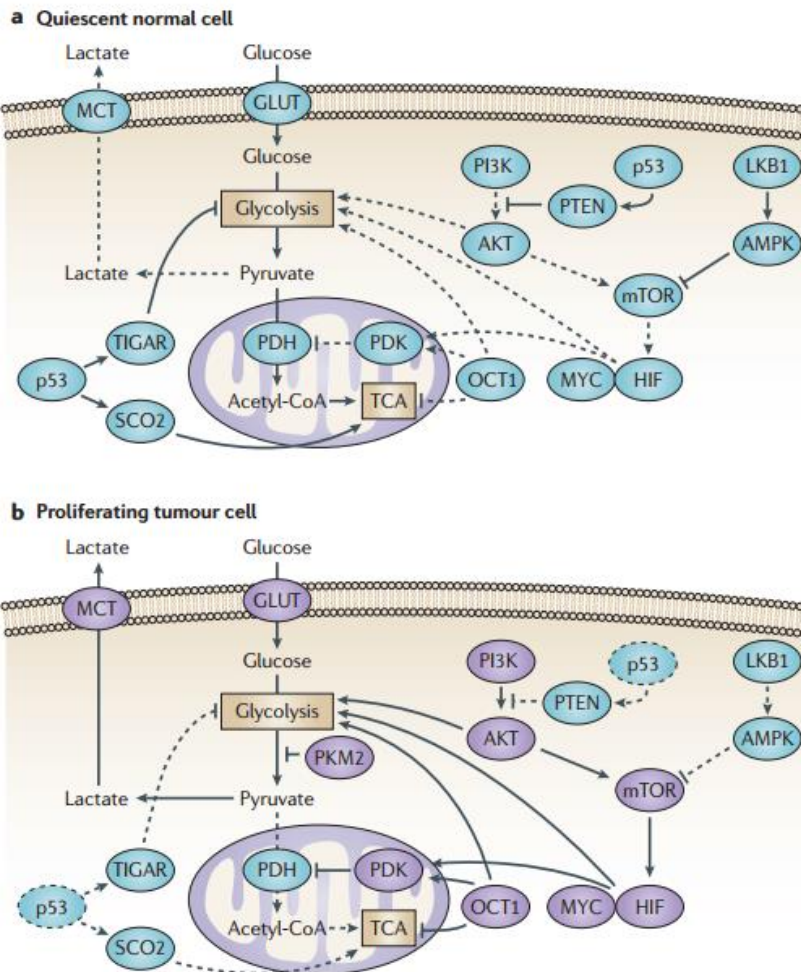 a Quiescent normal cell
Lactate Glucose
MCT GLUT
Glucose PI3K p53 LKB1
Glycolysis PTEN
AKT AMPK
Lactate Pyruvate
mTOR
TIGAR PDH PDK
p53 OCT1 MYC HIF
Acetyl-CoA TCA
SCO2
b Proliferating tumour cell
Lactate Glucose
MCT GLUT
Glucose PI3K p53 LKB1
Glycolysis PTEN
AKT AMPK
PKM2
mTOR
Lactate Pyruvate
TIGAR PDH PDK
p53 OCT1 MYC HIF
Acetyl-CoA TCA
SCO2